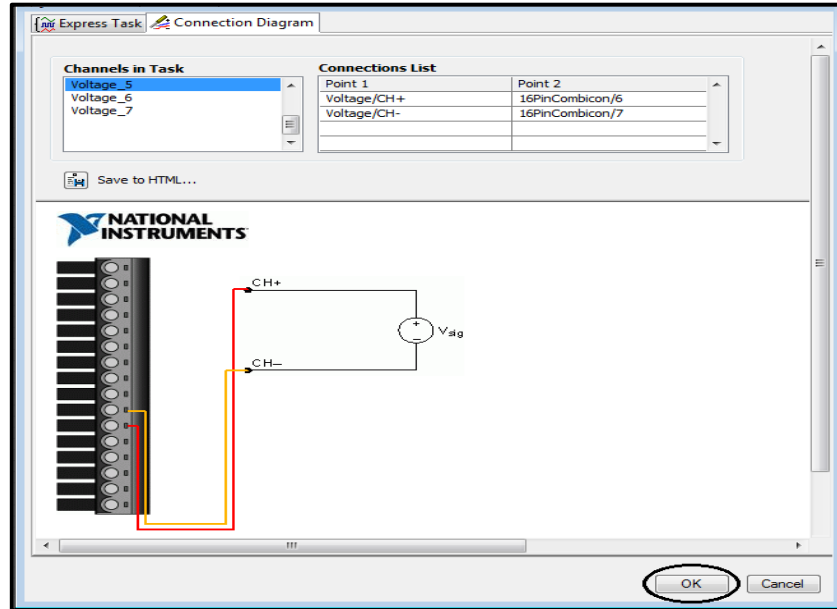 Express Task
Connection Diagram
Channels in Task
Voltage_5
Voltage_6
Voltage_7
Connections List
Point 1 Point 2
Voltage/CH+ 16PinCombicon/6
Voltage/CH- 16PinCombicon/7
Save to HTML...
NATIONAL
INSTRUMENTS
CH+
+
Vsig
−
CH−
OK
Cancel